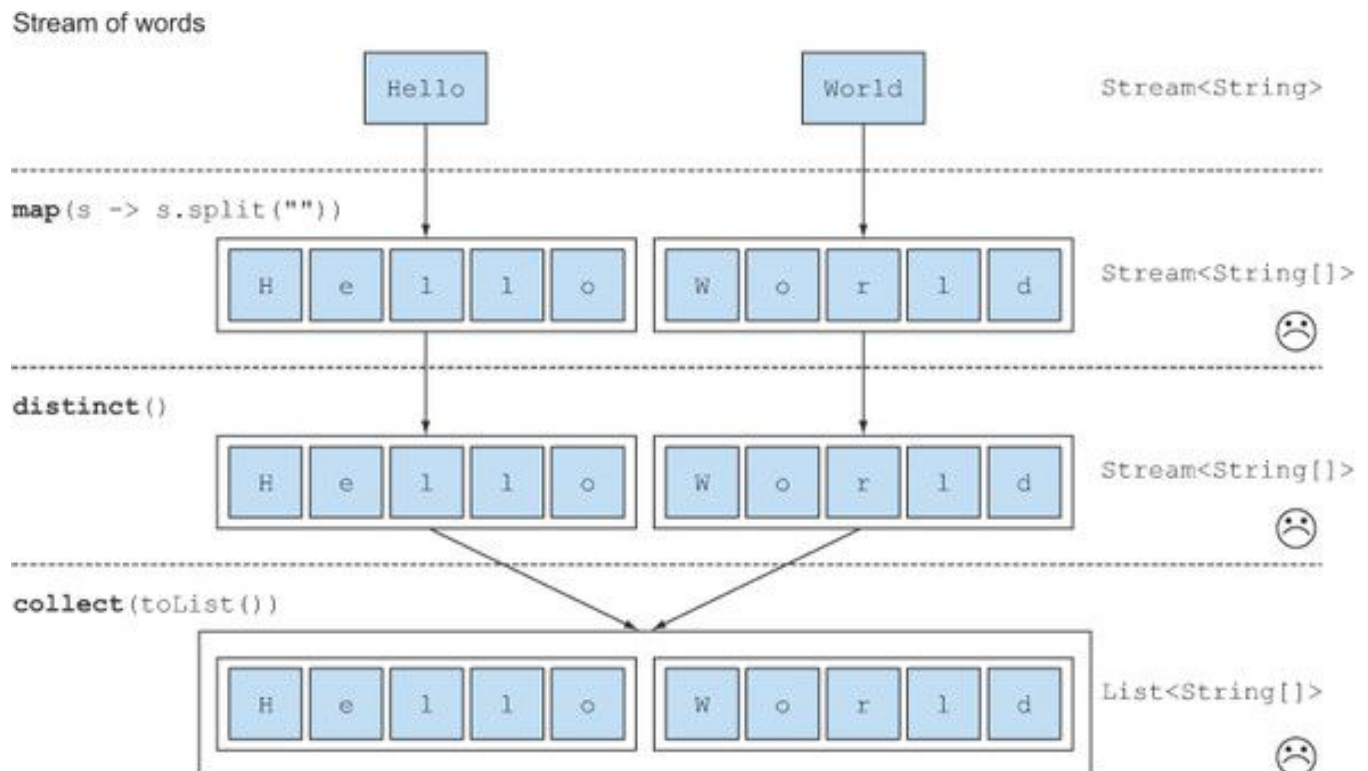 Stream of words
Hello World Stream<String>
map(s -> s.split(""))
H e l l o W o r l d Stream<String[]>
distinct()
H e l l o W o r l d Stream<String[]>
collect(toList())
H e l l o W o r l d List<String[]>